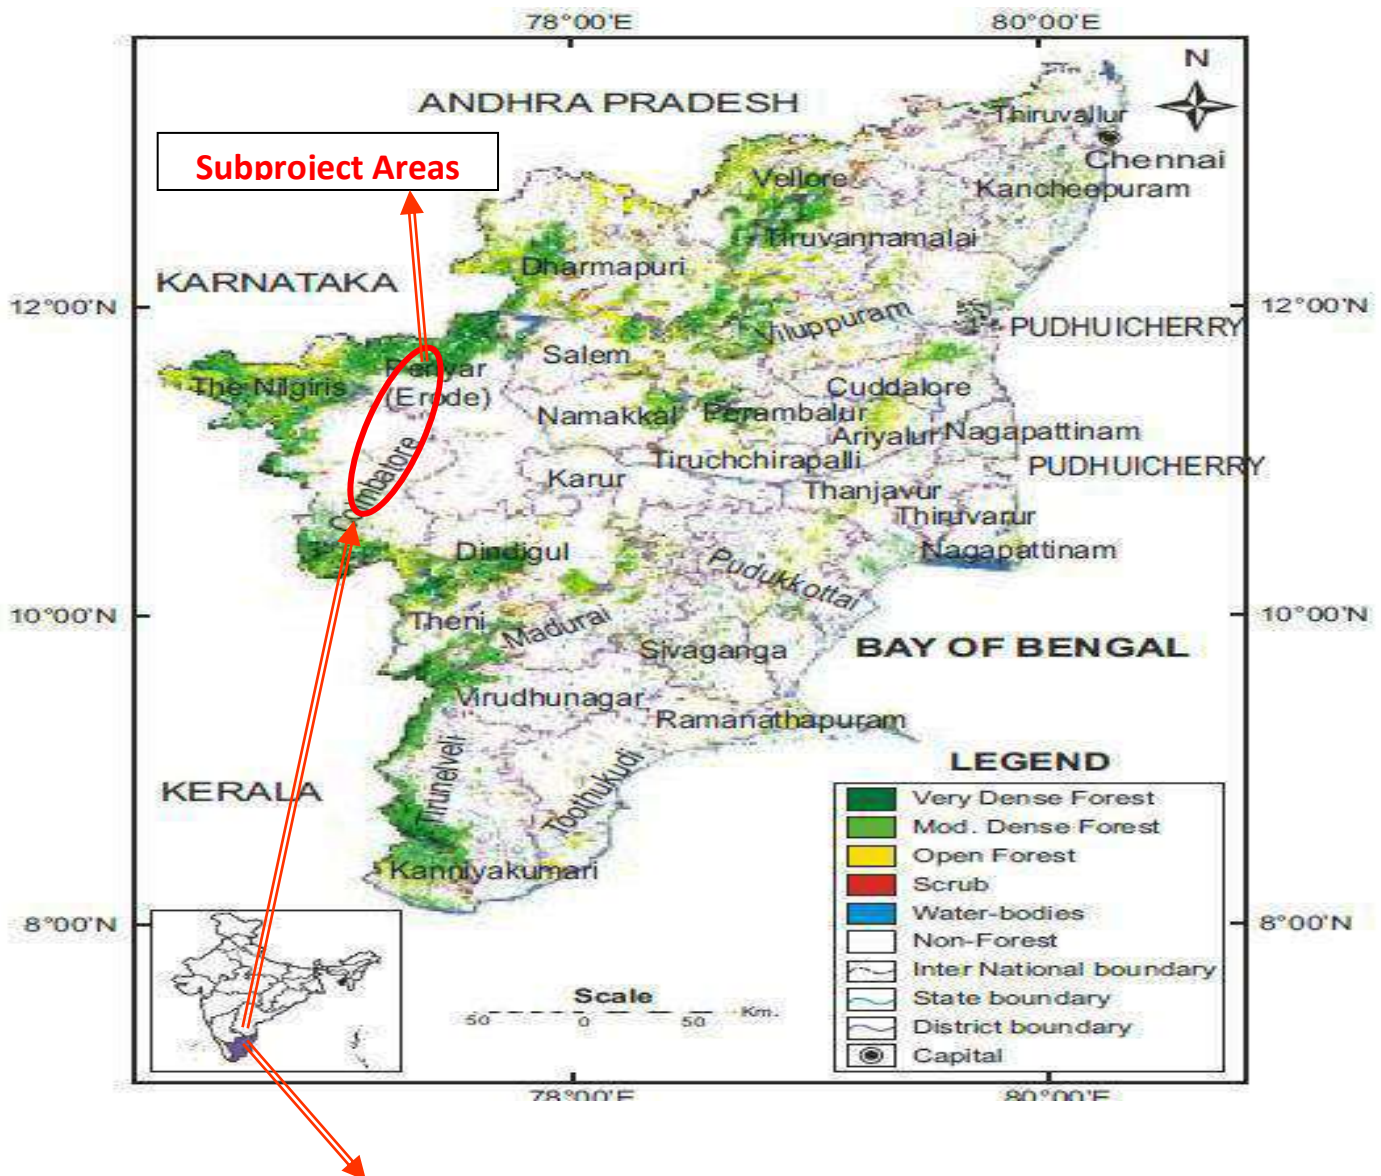 78°00'E 80°00'E
N
ANDHRA PRADESH
Thiruvallur
Subproject Areas
Chennai
Vellore
Kancheepuram
Tiruvannamalai
Dharmapuri
KARNATAKA
12°00'N 12°00'N
Viluppuram
PUDHUICHERRY
Salem
Periyar
(Erode)
The Nilgiris
Cuddalore
Namakkal
Perambalur
Ariyalur
Nagapattinam
Coimbatore
Tiruchchirapalli
PUDHUICHERRY
Karur
Thanjavur
Thiruvarur
Dindigul
Nagapattinam
Pudukkottai
10°00'N 10°00'N
Theni
Madurai
Sivaganga
BAY OF BENGAL
Virudhunagar
Ramanathapuram
Tirunelveli
Toothukudi
KERALA
Kanniyakumari
LEGEND
Very Dense Forest
Mod. Dense Forest
Open Forest
Scrub
Water-bodies
Non-Forest
Inter National boundary
State boundary
District boundary
Capital
8°00'N 8°00'N
Scale
50 0 50 Km.
78°00'E 80°00'E